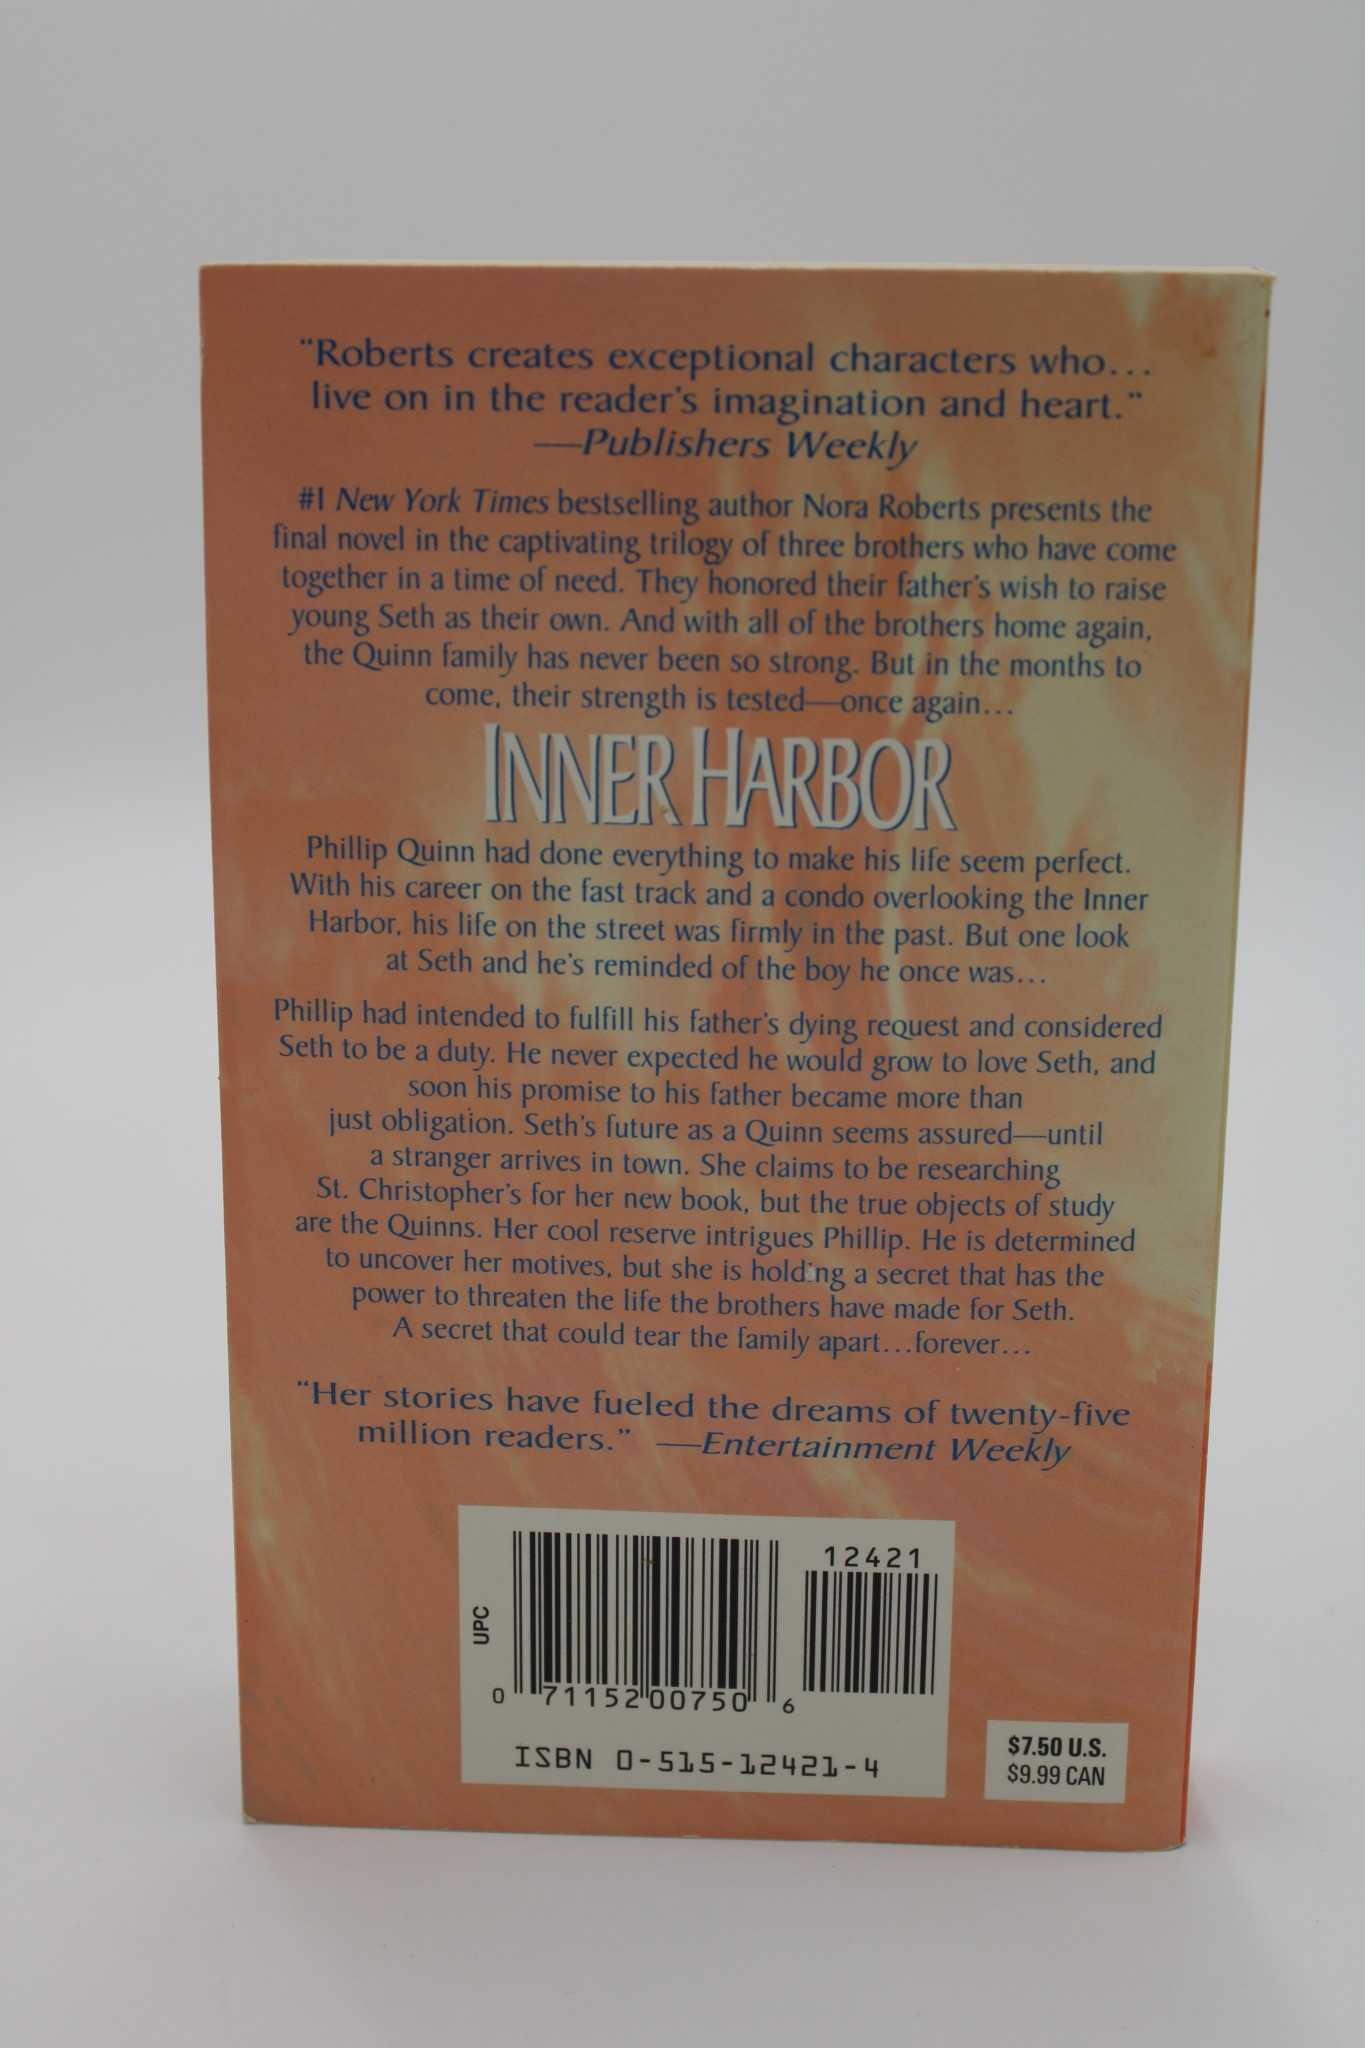 “Roberts creates exceptional characters who...
live on in the reader’s imagination and heart.”
—Publishers Weekly
#1 New York Times bestselling author Nora Roberts presents the
final novel in the captivating trilogy of three brothers who have come
together in a time of need. They honored their father’s wish to raise
young Seth as their own. And with all of the brothers home again,
the Quinn family has never been so strong. But in the months to
come, their strength is tested—once again...
INNER HARBOR
Phillip Quinn had done everything to make his life seem perfect.
With his career on the fast track and a condo overlooking the Inner
Harbor, his life on the street was firmly in the past. But one look
at Seth and he’s reminded of the boy he once was...
Phillip had intended to fulfill his father’s dying request and considered
Seth to be a duty. He never expected he would grow to love Seth, and
soon his promise to his father became more than
just obligation. Seth’s future as a Quinn seems assured—until
a stranger arrives in town. She claims to be researching
St. Christopher’s for her new book, but the true objects of study
are the Quinns. Her cool reserve intrigues Phillip. He is determined
to uncover her motives, but she is holding a secret that has the
power to threaten the life the brothers have made for Seth.
A secret that could tear the family apart...forever...
“Her stories have fueled the dreams of twenty-five
million readers.” —Entertainment Weekly
12421
UPC
0 71152 00750 6
ISBN 0-515-12421-4
$7.50 U.S.
$9.99 CAN